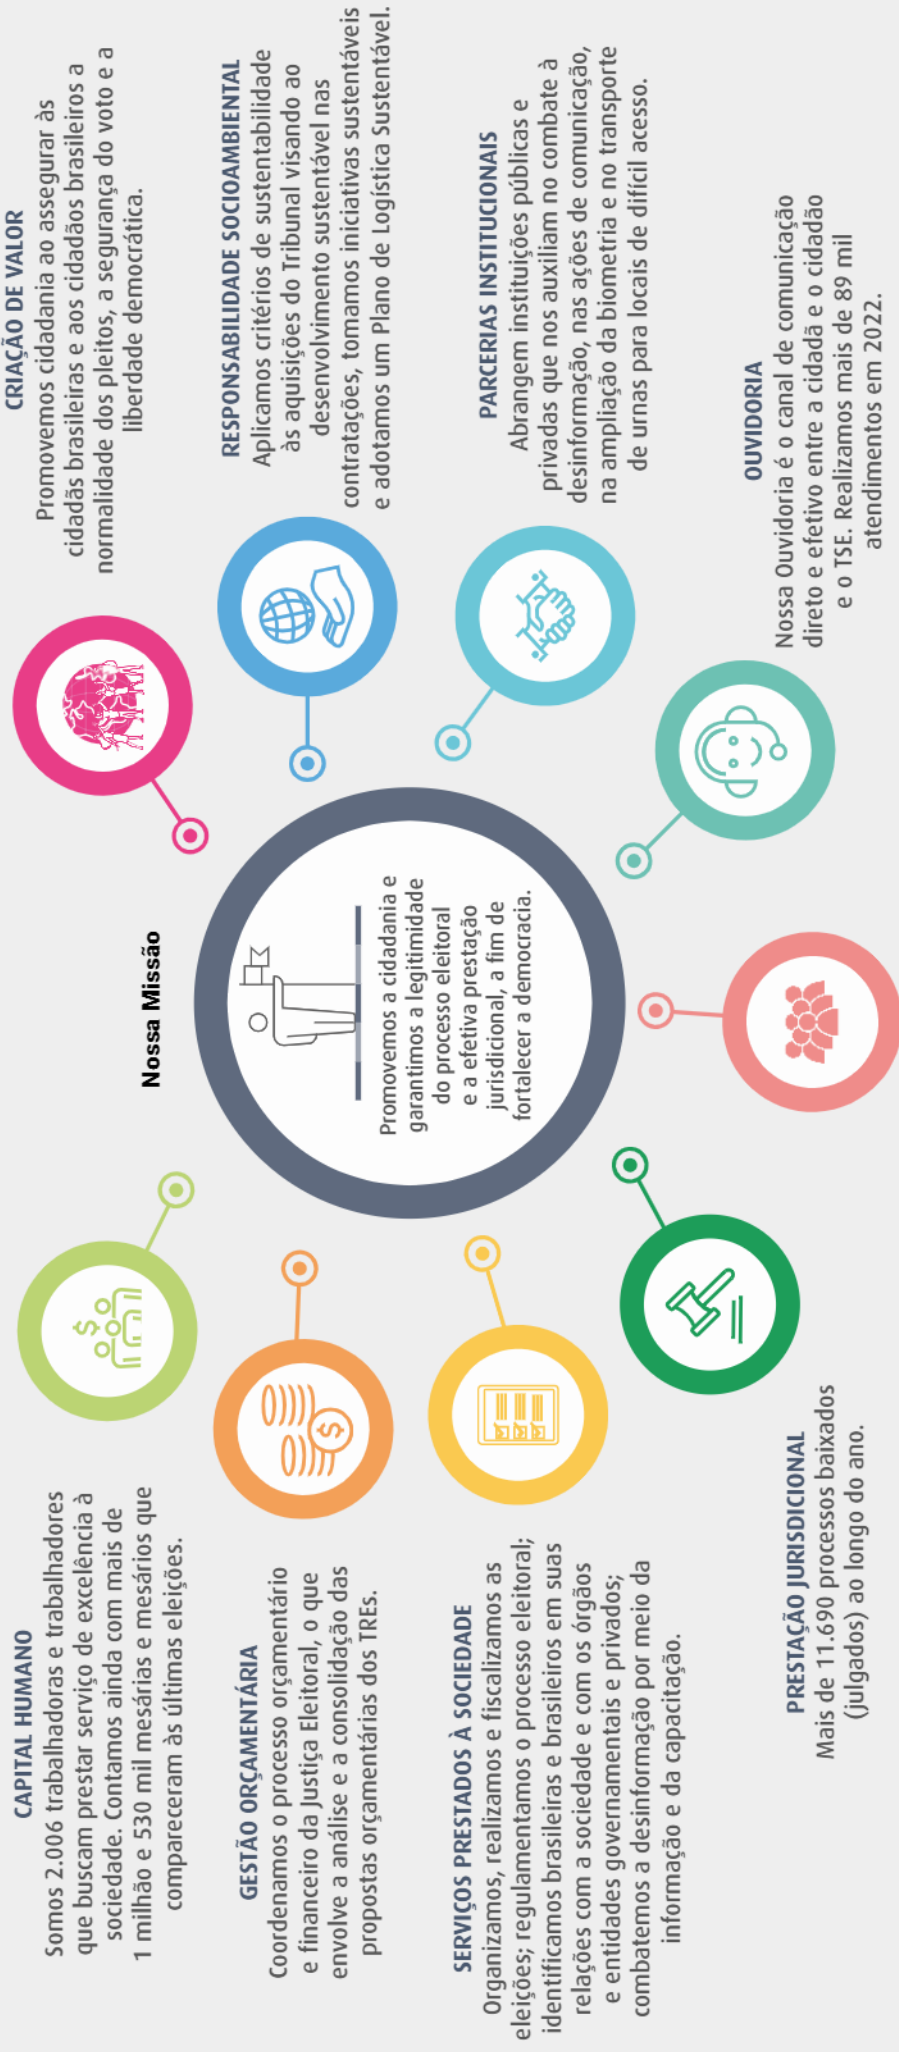 Nossa Missão
Promovemos a cidadania e
garantimos a legitimidade
do processo eleitoral
e a efetiva prestação
jurisdicional, a fim de
fortalecer a democracia.
CAPITAL HUMANO
Somos 2.006 trabalhadoras e trabalhadores
que buscam prestar serviço de excelência à
sociedade. Contamos ainda com mais de
1 milhão e 530 mil mesárias e mesários que
compareceram às últimas eleições.
GESTÃO ORÇAMENTÁRIA
Coordenamos o processo orçamentário
e financeiro da Justiça Eleitoral, o que
envolve a análise e a consolidação das
propostas orçamentárias dos TREs.
SERVIÇOS PRESTADOS À SOCIEDADE
Organizamos, realizamos e fiscalizamos as
eleições; regulamentamos o processo eleitoral;
identificamos brasileiras e brasileiros em suas
relações com a sociedade e com os órgãos
e entidades governamentais e privados;
combatemos a desinformação por meio da
informação e da capacitação.
PRESTAÇÃO JURISDICIONAL
Mais de 11.690 processos baixados
(julgados) ao longo do ano.
CRIAÇÃO DE VALOR
Promovemos cidadania ao assegurar às
cidadãs brasileiras e aos cidadãos brasileiros a
normalidade dos pleitos, a segurança do voto e a
liberdade democrática.
RESPONSABILIDADE SOCIOAMBIENTAL
Aplicamos critérios de sustentabilidade
às aquisições do Tribunal visando ao
desenvolvimento sustentável nas
contratações, tomamos iniciativas sustentáveis
e adotamos um Plano de Logística Sustentável.
PARCERIAS INSTITUCIONAIS
Abrangem instituições públicas e
privadas que nos auxiliam no combate à
desinformação, nas ações de comunicação,
na ampliação da biometria e no transporte
de urnas para locais de difícil acesso.
OUVIDORIA
Nossa Ouvidoria é o canal de comunicação
direto e efetivo entre a cidadã e o cidadão
e o TSE. Realizamos mais de 89 mil
atendimentos em 2022.